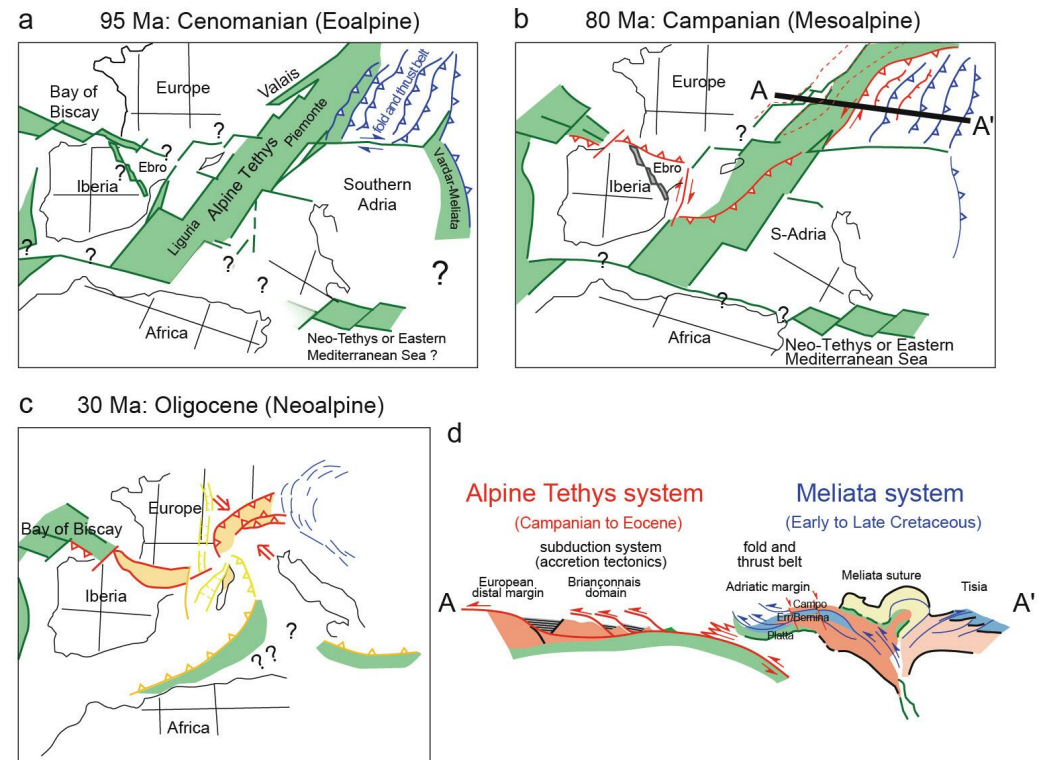 a
95 Ma: Cenomanian (Eoalpine)
Bay of
Biscay
Europe
Valais
fold and thrust belt
Piemonte
?
?
?
Ebro
Iberia
Alpine Tethys
Southern
Adria
Vardar-Meliata
Liguria
?
?
?
?
?
Africa
Neo-Tethys or Eastern
Mediterranean Sea ?
b
80 Ma: Campanian (Mesoalpine)
Europe
A
A'
?
Ebro
Iberia
S-Adria
?
?
?
Africa
Neo-Tethys or Eastern
Mediterranean Sea
c
30 Ma: Oligocene (Neoalpine)
Europe
Bay of Biscay
Iberia
?
??
Africa
d
Alpine Tethys system
(Campanian to Eocene)
Meliata system
(Early to Late Cretaceous)
subduction system
(accretion tectonics)
fold and
thrust belt
European
distal margin
Briançonnais
domain
Adriatic margin
Meliata suture
Tisia
A
A'
Campo
Err/Bernina
Platta